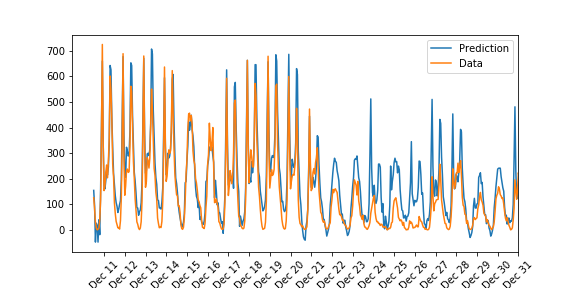 Prediction
Data
700
600
500
400
300
200
100
0
Dec 11
Dec 12
Dec 13
Dec 14
Dec 15
Dec 16
Dec 17
Dec 18
Dec 19
Dec 20
Dec 21
Dec 22
Dec 23
Dec 24
Dec 25
Dec 26
Dec 27
Dec 28
Dec 29
Dec 30
Dec 31